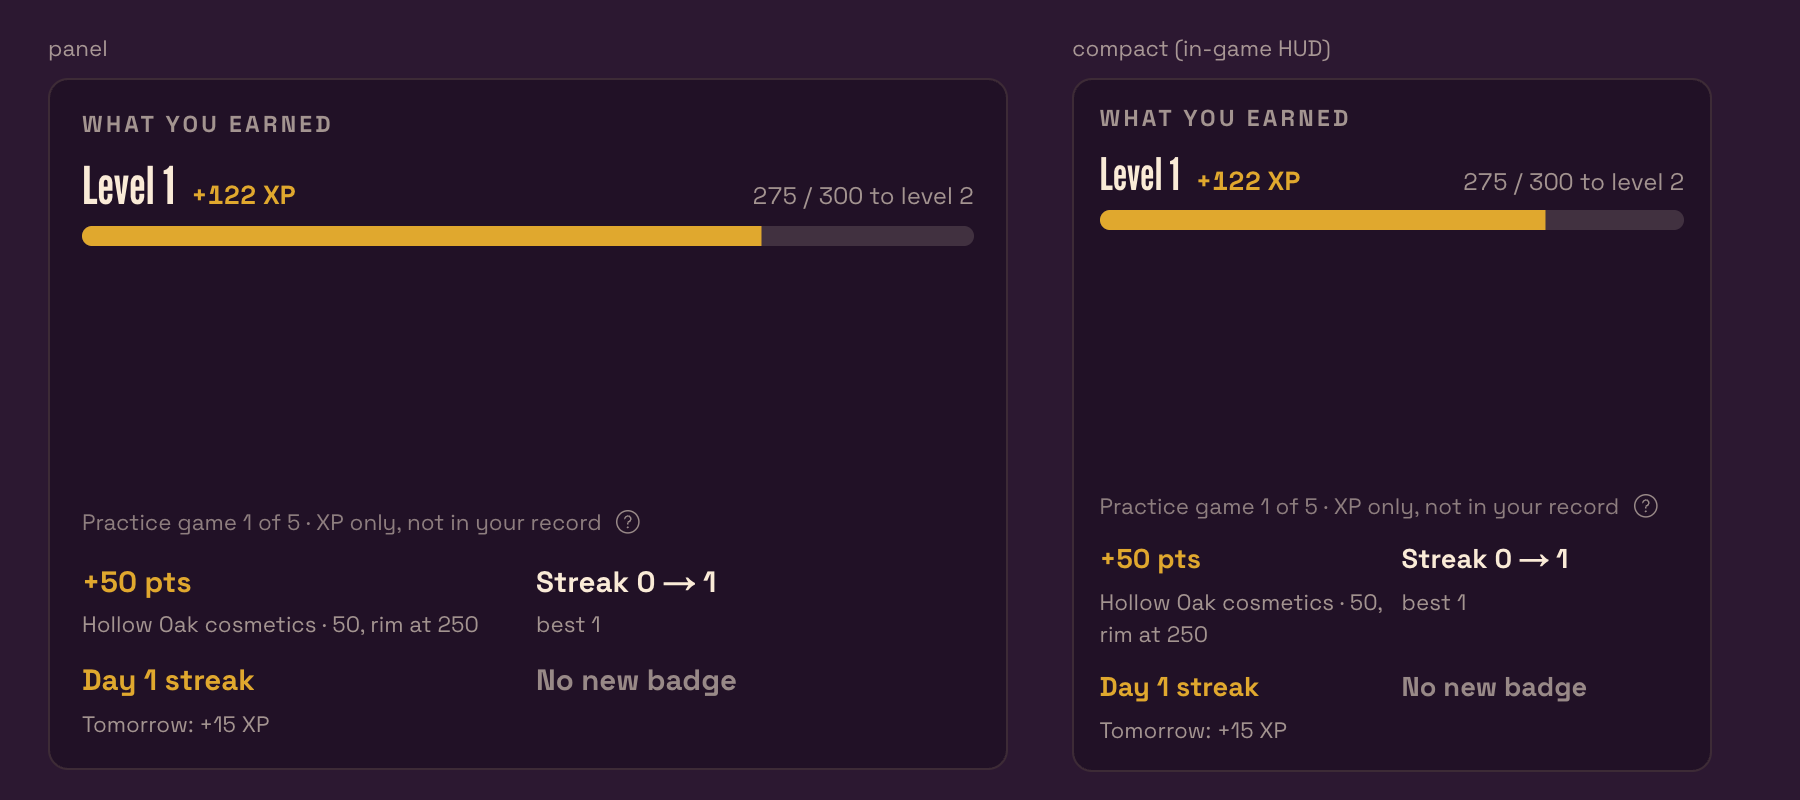 panel
WHAT YOU EARNED
Level 1 +122 XP 275 / 300 to level 2
Practice game 1 of 5 · XP only, not in your record ?
+50 pts
Hollow Oak cosmetics · 50, rim at 250
Streak 0 → 1
best 1
Day 1 streak
Tomorrow: +15 XP
No new badge
compact (in-game HUD)
WHAT YOU EARNED
Level 1 +122 XP 275 / 300 to level 2
Practice game 1 of 5 · XP only, not in your record ?
+50 pts
Hollow Oak cosmetics · 50,
rim at 250
Streak 0 → 1
best 1
Day 1 streak
Tomorrow: +15 XP
No new badge